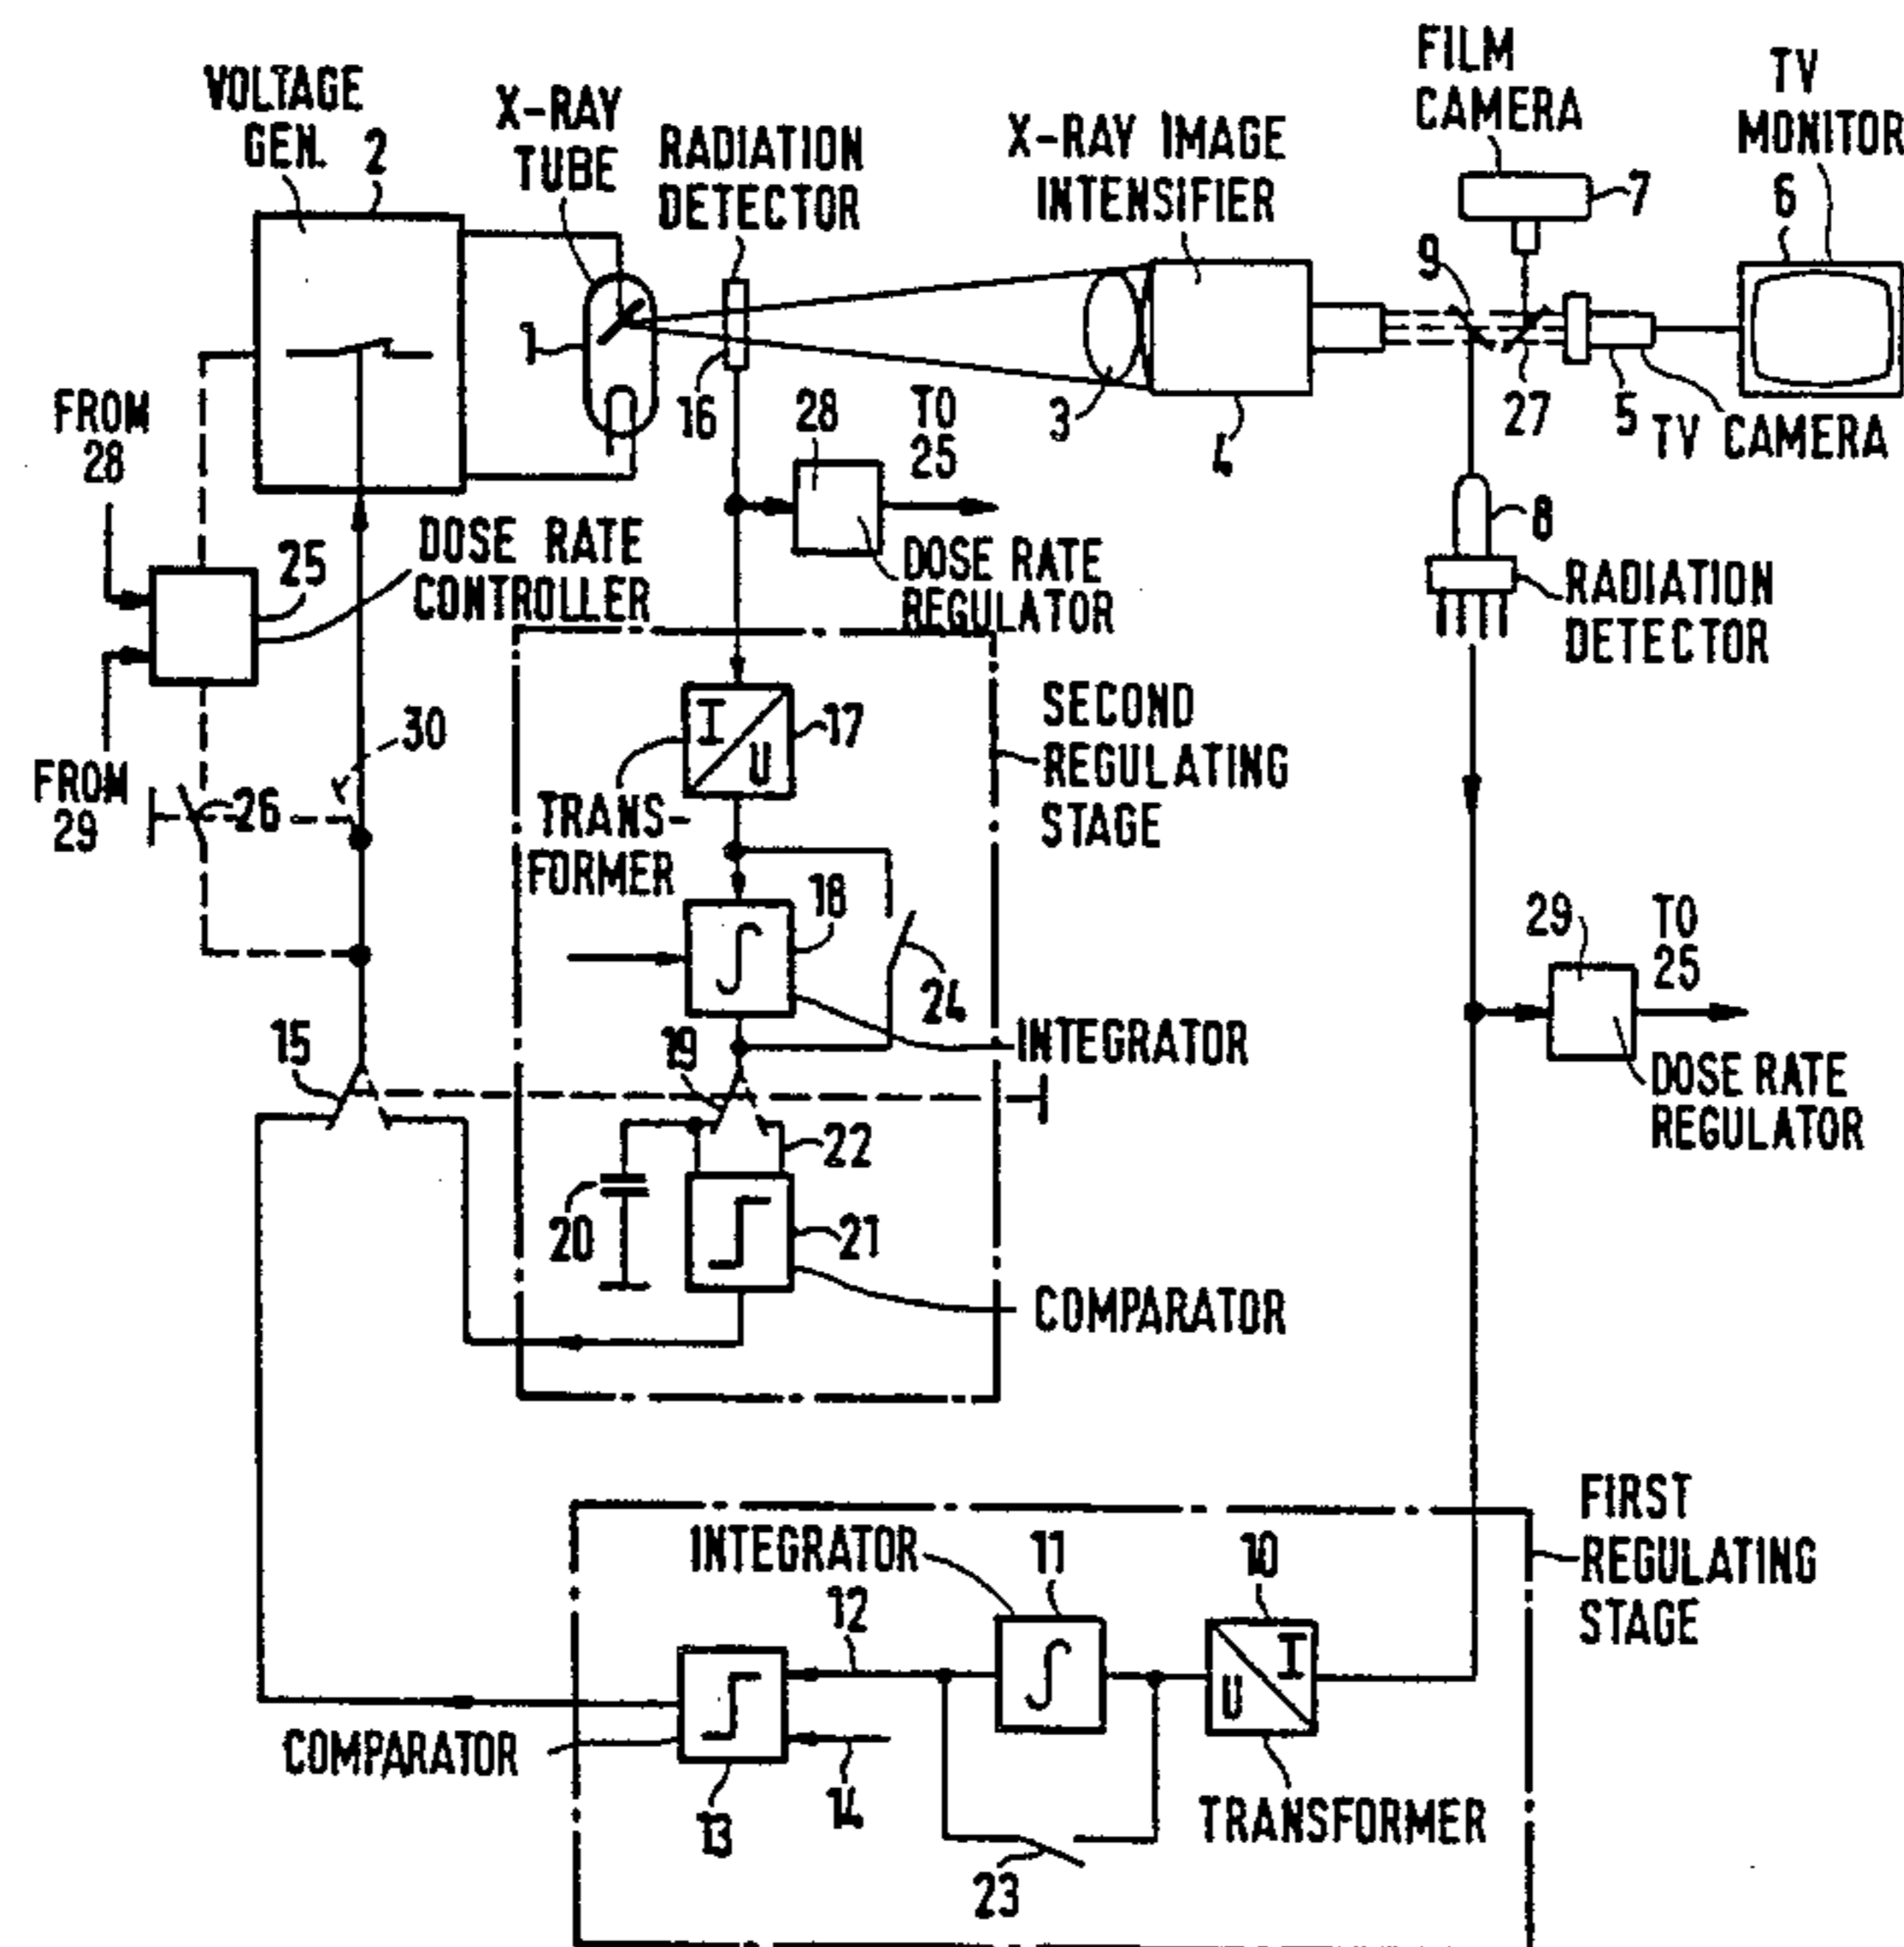 VOLTAGE
GEN.
2
X-RAY
TUBE
RADIATION
DETECTOR
X-RAY IMAGE
INTENSIFIER
FILM
CAMERA
7
TV
MONITOR
6
9
1
16
3
4
27
5
TV CAMERA
FROM
28
28
TO
25
DOSE RATE
REGULATOR
25
DOSE RATE
CONTROLLER
8
RADIATION
DETECTOR
FROM
29
26
30
I
U
17
TRANS-
FORMER
SECOND
REGULATING
STAGE
18
24
INTEGRATOR
29
TO
25
DOSE RATE
REGULATOR
15
19
22
20
21
COMPARATOR
FIRST
REGULATING
STAGE
INTEGRATOR
11
10
12
I
U
COMPARATOR
13
14
TRANSFORMER
23